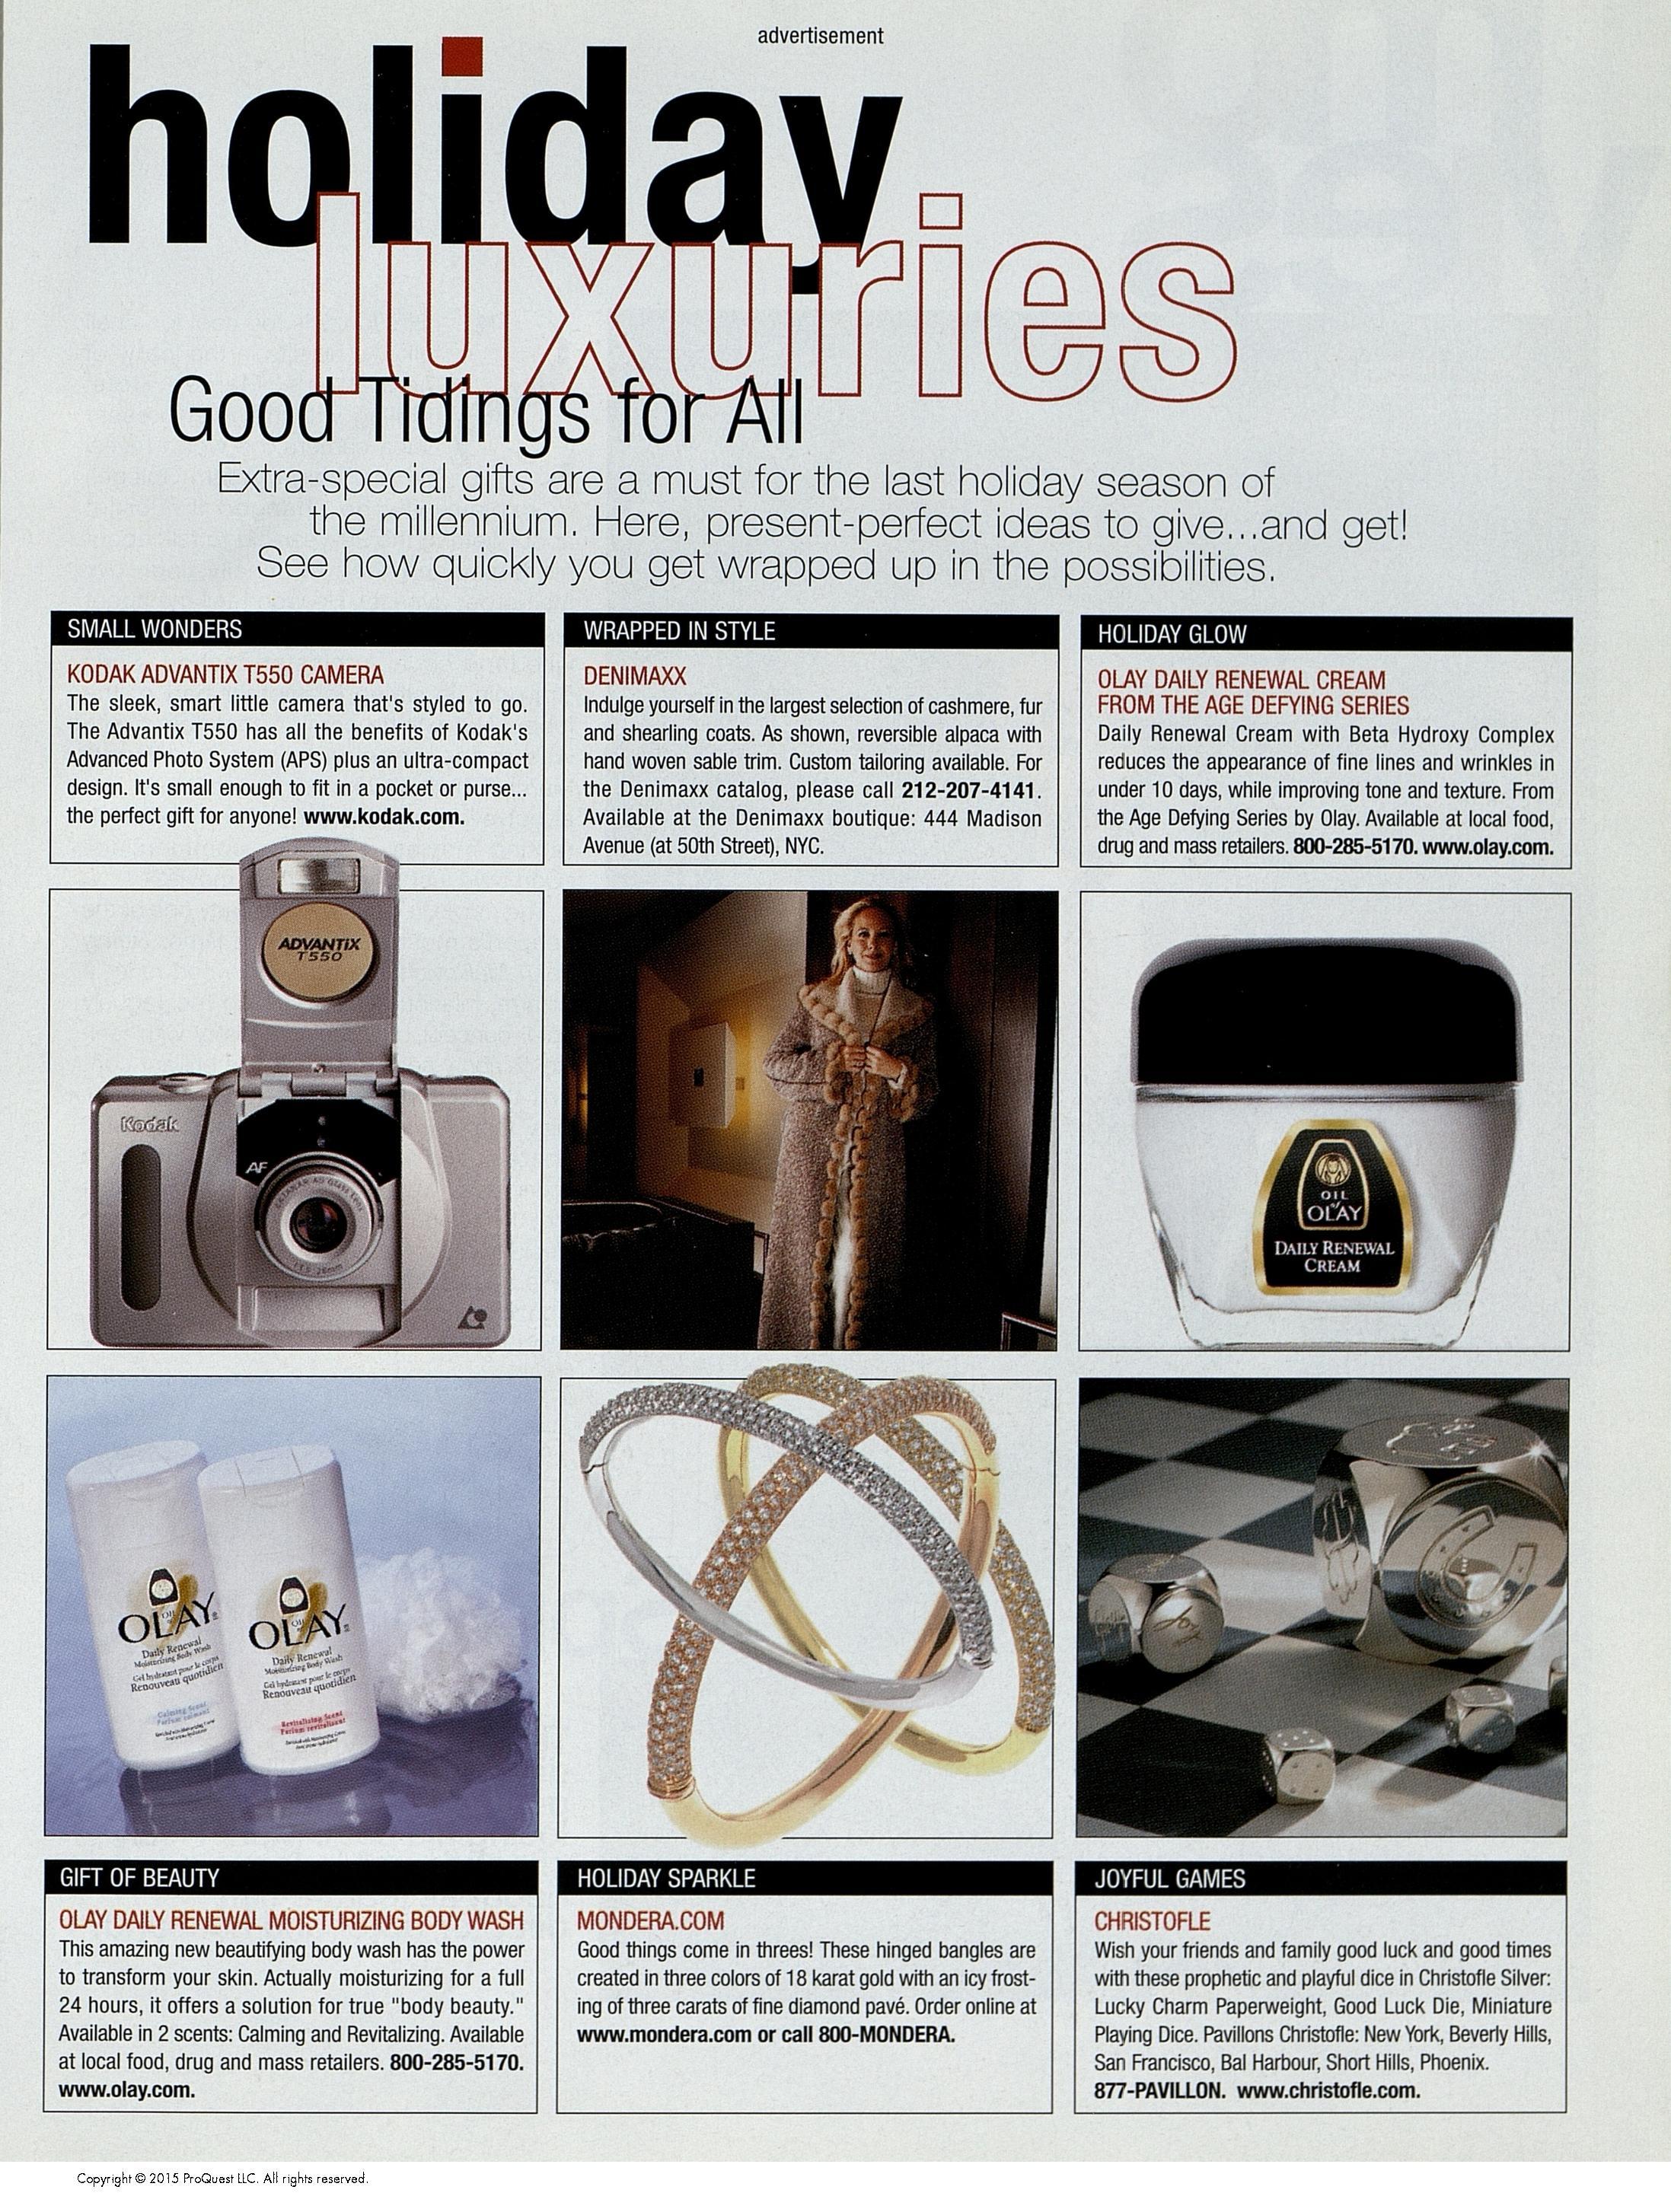 advertisement
holiday
luxuries
Good Tidings for All
Extra-special gifts are a must for the last holiday season of
the millennium. Here, present-perfect ideas to give...and get!
See how quickly you get wrapped up in the possibilities.
SMALL WONDERS
KODAK ADVANTIX T550 CAMERA
The sleek, smart little camera that's styled to go.
The Advantix T550 has all the benefits of Kodak's
Advanced Photo System (APS) plus an ultra-compact
design. It's small enough to fit in a pocket or purse...
the perfect gift for anyone! www.kodak.com.
WRAPPED IN STYLE
DENIMAXX
Indulge yourself in the largest selection of cashmere, fur
and shearling coats. As shown, reversible alpaca with
hand woven sable trim. Custom tailoring available. For
the Denimaxx catalog, please call 212-207-4141.
Available at the Denimaxx boutique: 444 Madison
Avenue (at 50th Street), NYC.
HOLIDAY GLOW
OLAY DAILY RENEWAL CREAM
FROM THE AGE DEFYING SERIES
Daily Renewal Cream with Beta Hydroxy Complex
reduces the appearance of fine lines and wrinkles in
under 10 days, while improving tone and texture. From
the Age Defying Series by Olay. Available at local food,
drug and mass retailers. 800-285-5170. www.olay.com.
ADVANTIX
T550
Kodak
AF
OIL
of
OLAY
DAILY RENEWAL
CREAM
OIL of
OLAY
Daily Renewal
Moisturizing Body Wash
Gel hydratant pour le corps
Renouveau quotidien
Calming Scent
Parfum calmant
OIL of
OLAY
Daily Renewal
Moisturizing Body Wash
Gel hydratant pour le corps
Renouveau quotidien
Revitalizing Scent
Parfum revitalisant
Joy
GIFT OF BEAUTY
OLAY DAILY RENEWAL MOISTURIZING BODY WASH
This amazing new beautifying body wash has the power
to transform your skin. Actually moisturizing for a full
24 hours, it offers a solution for true "body beauty."
Available in 2 scents: Calming and Revitalizing. Available
at local food, drug and mass retailers. 800-285-5170.
www.olay.com.
HOLIDAY SPARKLE
MONDERA.COM
Good things come in threes! These hinged bangles are
created in three colors of 18 karat gold with an icy frost-
ing of three carats of fine diamond pavé. Order online at
www.mondera.com or call 800-MONDERA.
JOYFUL GAMES
CHRISTOFLE
Wish your friends and family good luck and good times
with these prophetic and playful dice in Christofle Silver:
Lucky Charm Paperweight, Good Luck Die, Miniature
Playing Dice. Pavillons Christofle: New York, Beverly Hills,
San Francisco, Bal Harbour, Short Hills, Phoenix.
877-PAVILLON. www.christofle.com.
Copyright © 2015 ProQuest LLC. All rights reserved.